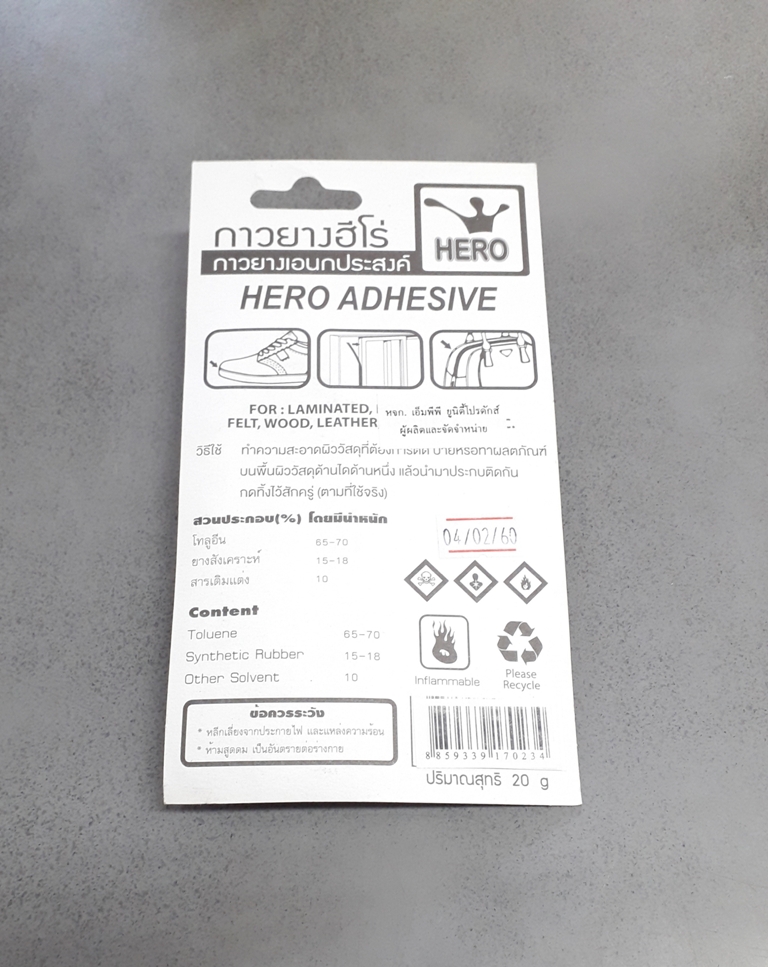 กาวยางฮีโร่
กาวยางเอนกประสงค์
HERO
HERO ADHESIVE
FOR : LAMINATED,
FELT, WOOD, LEATHER
หจก. เอ็มพีพี ยูนิตี้โปรดักส์
ผู้ผลิตและจัดจำหน่าย
วิธีใช้ ทำความสะอาดผิววัสดุที่ต้องการติด ป้ายหรือทาผลิตภัณฑ์
บนพื้นผิววัสดุด้านใดด้านหนึ่ง แล้วนำมาประกบติดกัน
กดทิ้งไว้สักครู่ (ตามที่ใช้จริง)
ส่วนประกอบ(%) โดยมีน้ำหนัก
โทลูอีน 65-70
ยางสังเคราะห์ 15-18
สารเติมแต่ง 10
04/02/60
Content
Toluene 65-70
Synthetic Rubber 15-18
Other Solvent 10
Inflammable
Please
Recycle
ข้อควรระวัง
* หลีกเลี่ยงจากประกายไฟ และแหล่งความร้อน
* ห้ามสูดดม เป็นอันตรายต่อร่างกาย
8 859339 170234
ปริมาณสุทธิ 20 g